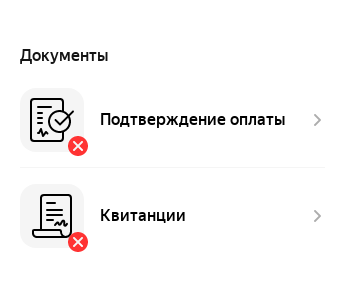 Документы
Подтверждение оплаты
Квитанции